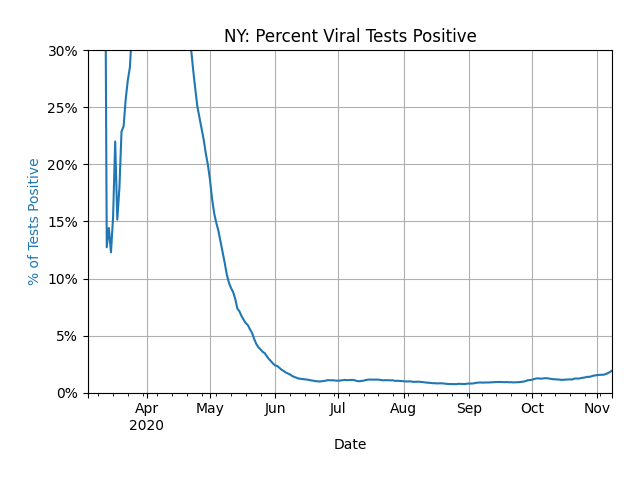 NY: Percent Viral Tests Positive
30%
25%
20%
15%
10%
5%
0%
% of Tests Positive
Apr May Jun Jul Aug Sep Oct Nov
2020
Date